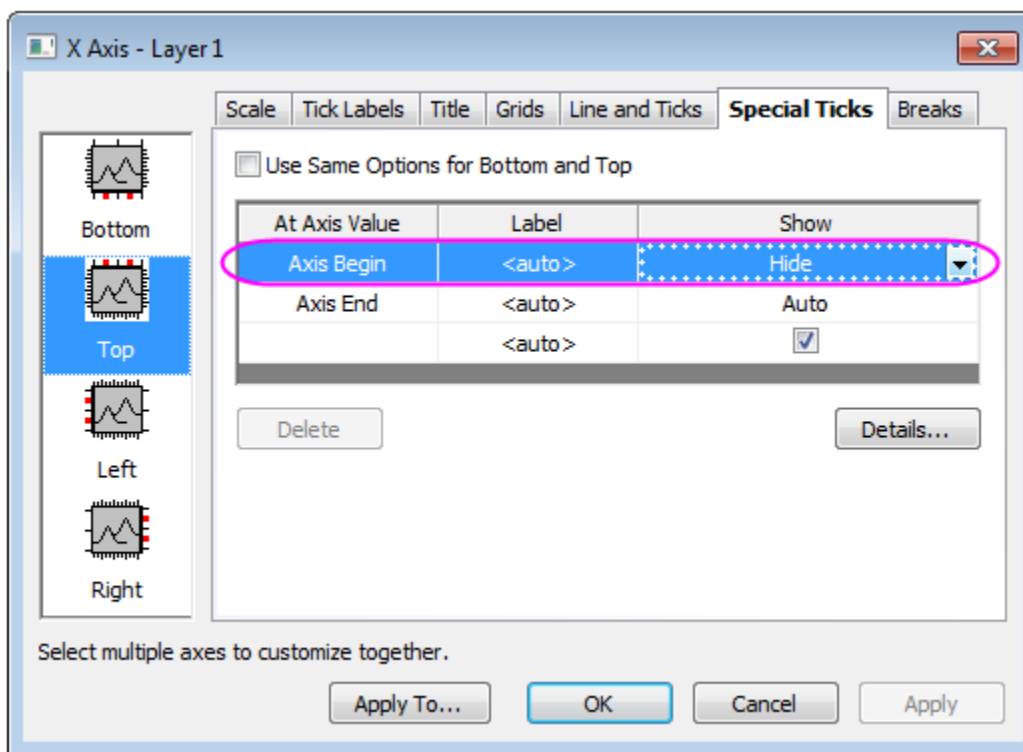 X Axis - Layer 1
Scale Tick Labels Title Grids Line and Ticks Special Ticks Breaks
Bottom
Top
Left
Right
Use Same Options for Bottom and Top
At Axis Value Label Show
Axis Begin <auto> Hide
Axis End <auto> Auto
<auto>
Delete Details...
Select multiple axes to customize together.
Apply To... OK Cancel Apply